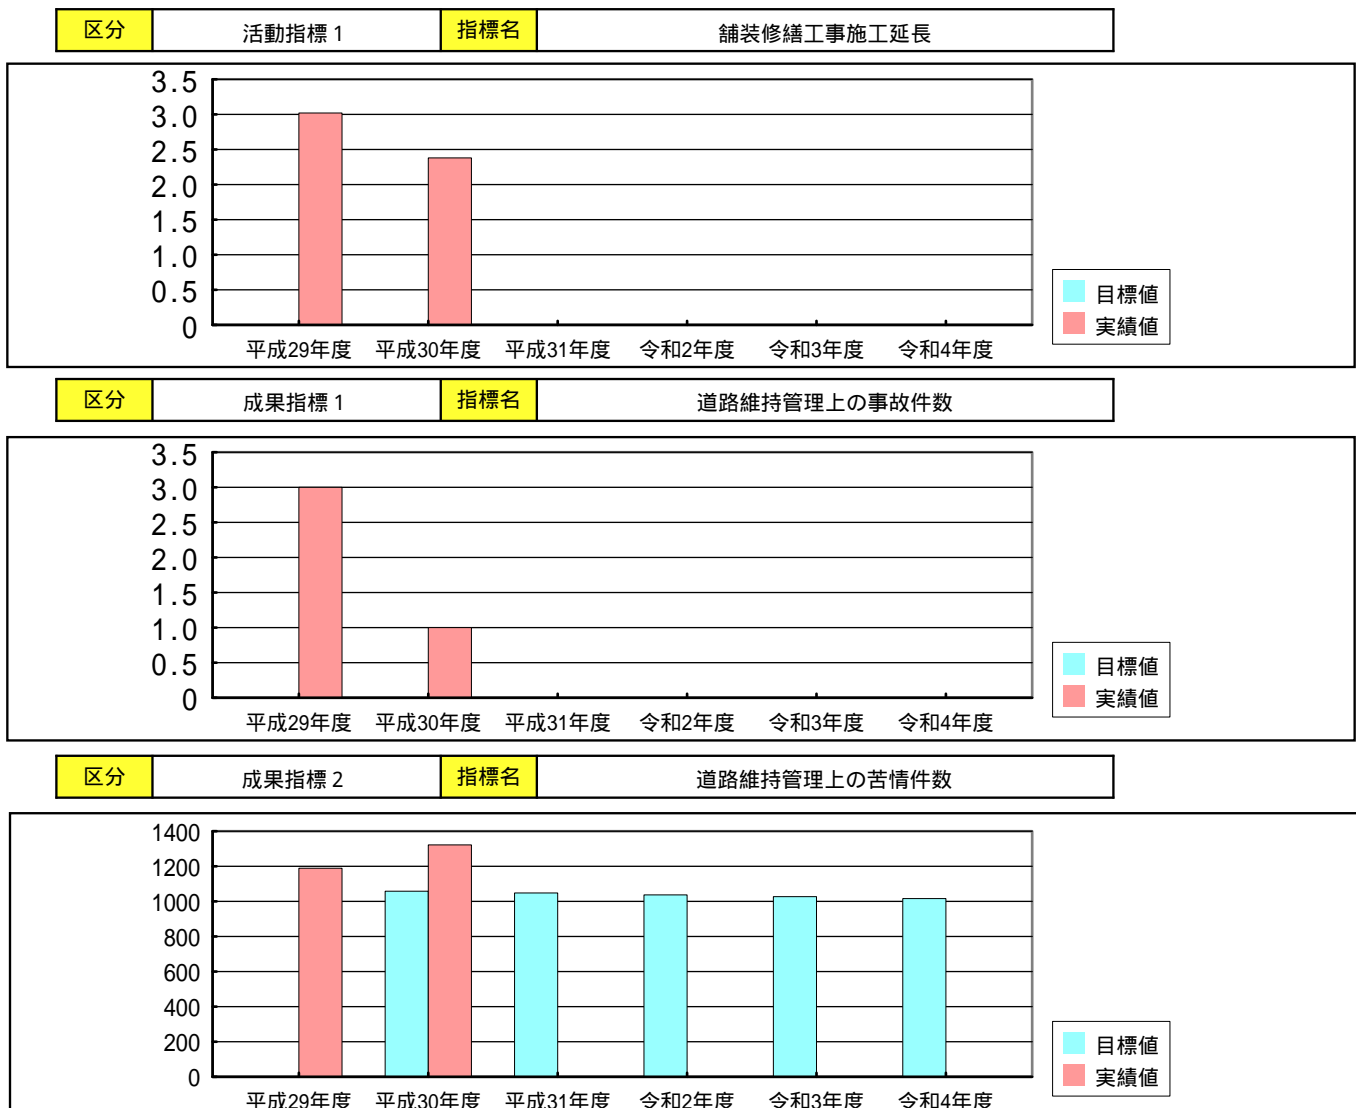 区分 活動指標１ 指標名 舗装修繕工事施工延長
3.5
3.0
2.5
2.0
1.5
1.0
0.5
0
平成29年度 平成30年度 平成31年度 令和2年度 令和3年度 令和4年度
目標値
実績値
区分 成果指標１ 指標名 道路維持管理上の事故件数
3.5
3.0
2.5
2.0
1.5
1.0
0.5
0
平成29年度 平成30年度 平成31年度 令和2年度 令和3年度 令和4年度
目標値
実績値
区分 成果指標２ 指標名 道路維持管理上の苦情件数
1400
1200
1000
800
600
400
200
0
平成29年度 平成30年度 平成31年度 令和2年度 令和3年度 令和4年度
目標値
実績値